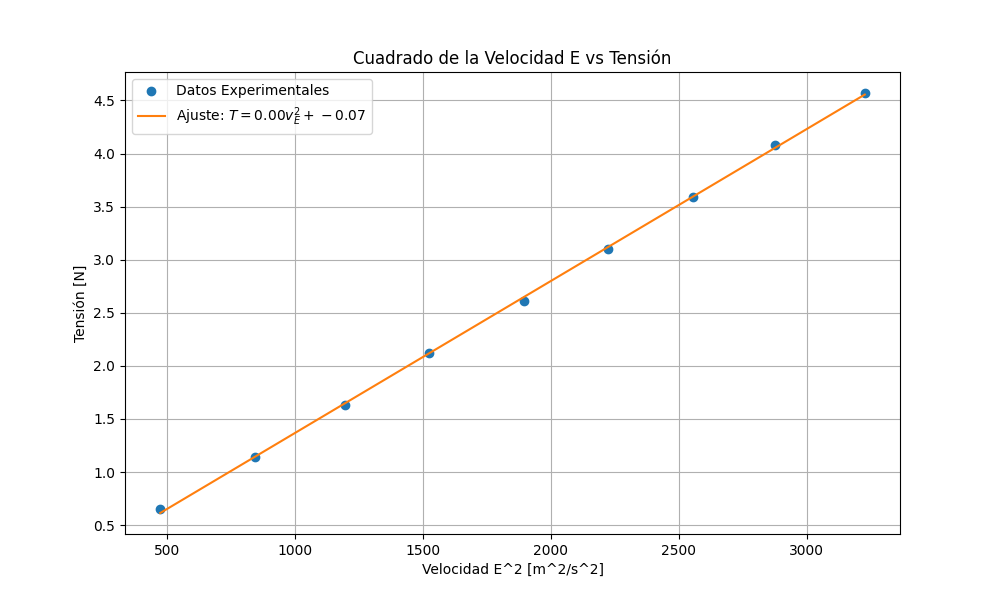 Cuadrado de la Velocidad E vs Tensión
Datos Experimentales
Ajuste: $T = 0.00v_E^2 + -0.07$
4.5
4.0
3.5
3.0
2.5
2.0
1.5
1.0
0.5
Tensión [N]
500 1000 1500 2000 2500 3000
Velocidad E^2 [m^2/s^2]